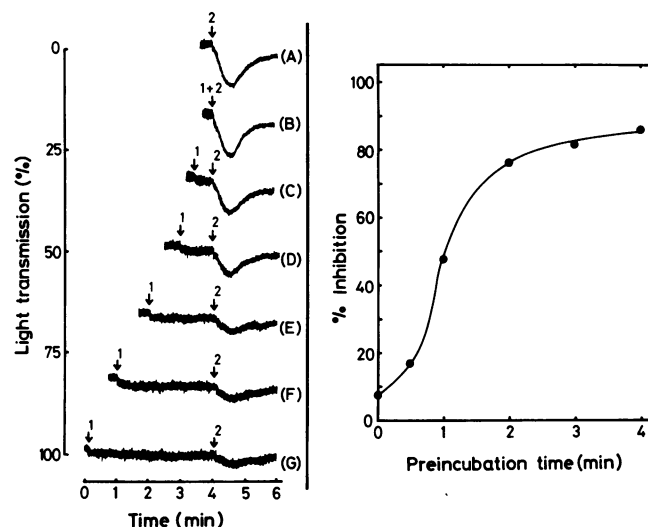 Light transmission (%)
0
25
50
75
100
2
(A)
1+2
(B)
1
2
(C)
1
2
(D)
1
2
(E)
1
2
(F)
1
2
(G)
0 1 2 3 4 5 6
Time (min)
% Inhibition
100
80
60
40
20
0
0 1 2 3 4
Preincubation time (min)